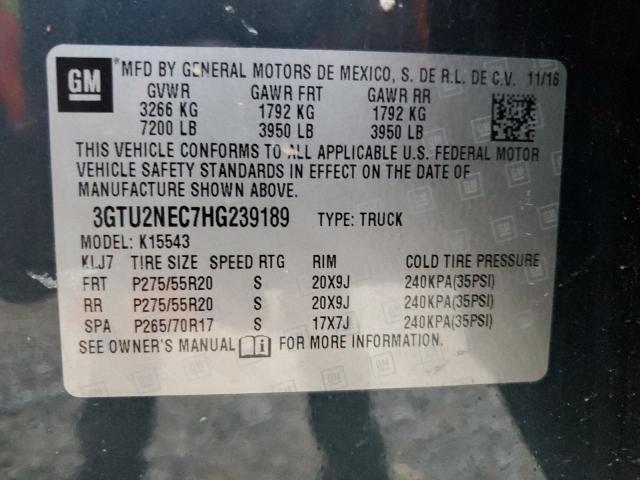 GM MFD BY GENERAL MOTORS DE MEXICO, S. DE R.L. DE C.V. 11/16
GVWR GAWR FRT GAWR RR
3266 KG 1792 KG 1792 KG
7200 LB 3950 LB 3950 LB
THIS VEHICLE CONFORMS TO ALL APPLICABLE U.S. FEDERAL MOTOR
VEHICLE SAFETY STANDARDS IN EFFECT ON THE DATE OF
MANUFACTURE SHOWN ABOVE.
3GTU2NEC7HG239189 TYPE: TRUCK
MODEL: K15543
KLJ7 TIRE SIZE SPEED RTG RIM COLD TIRE PRESSURE
FRT P275/55R20 S 20X9J 240KPA(35PSI)
RR P275/55R20 S 20X9J 240KPA(35PSI)
SPA P265/70R17 S 17X7J 240KPA(35PSI)
SEE OWNER'S MANUAL FOR MORE INFORMATION.